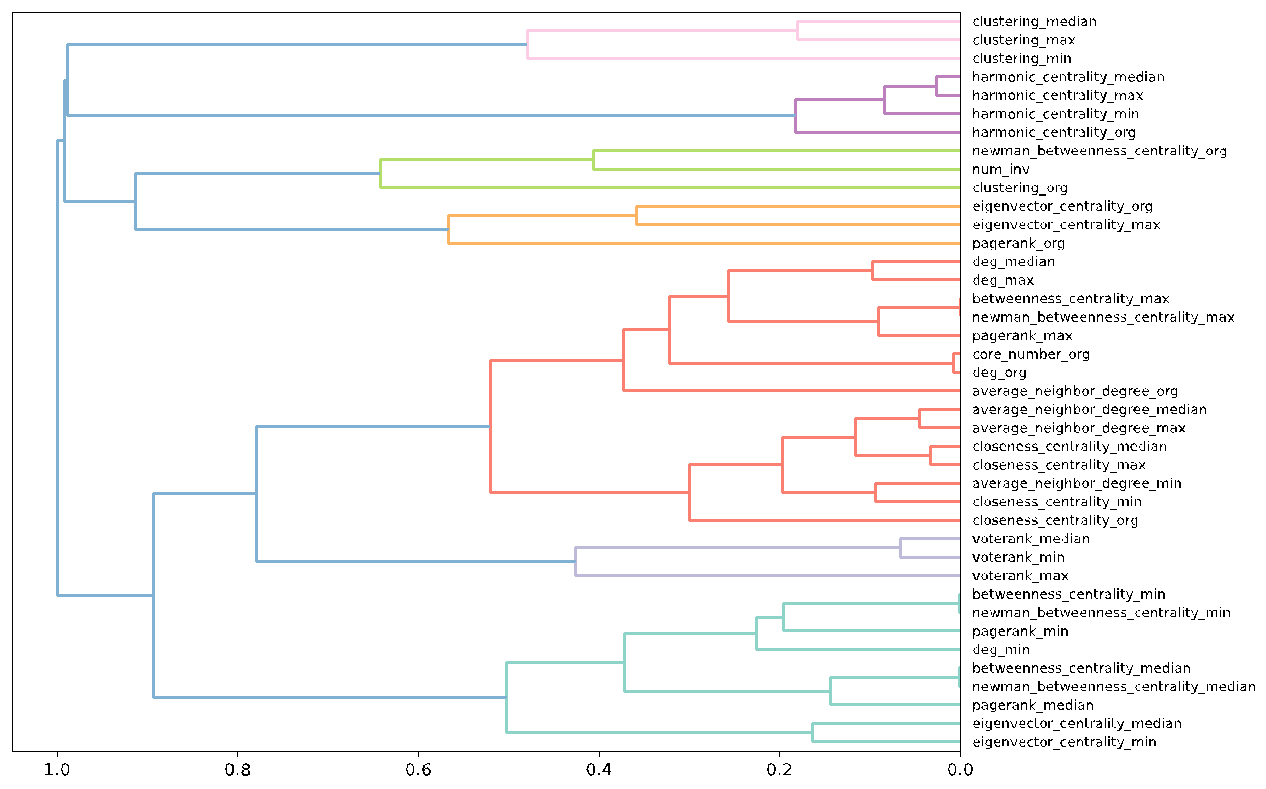 clustering_median
clustering_max
clustering_min
harmonic_centrality_median
harmonic_centrality_max
harmonic_centrality_min
harmonic_centrality_org
newman_betweenness_centrality_org
num_inv
clustering_org
eigenvector_centrality_org
eigenvector_centrality_max
pagerank_org
deg_median
deg_max
betweenness_centrality_max
newman_betweenness_centrality_max
pagerank_max
core_number_org
deg_org
average_neighbor_degree_org
average_neighbor_degree_median
average_neighbor_degree_max
closeness_centrality_median
closeness_centrality_max
average_neighbor_degree_min
closeness_centrality_min
closeness_centrality_org
voterank_median
voterank_min
voterank_max
betweenness_centrality_min
newman_betweenness_centrality_min
pagerank_min
deg_min
betweenness_centrality_median
newman_betweenness_centrality_median
pagerank_median
eigenvector_centrality_median
eigenvector_centrality_min
1.0 0.8 0.6 0.4 0.2 0.0